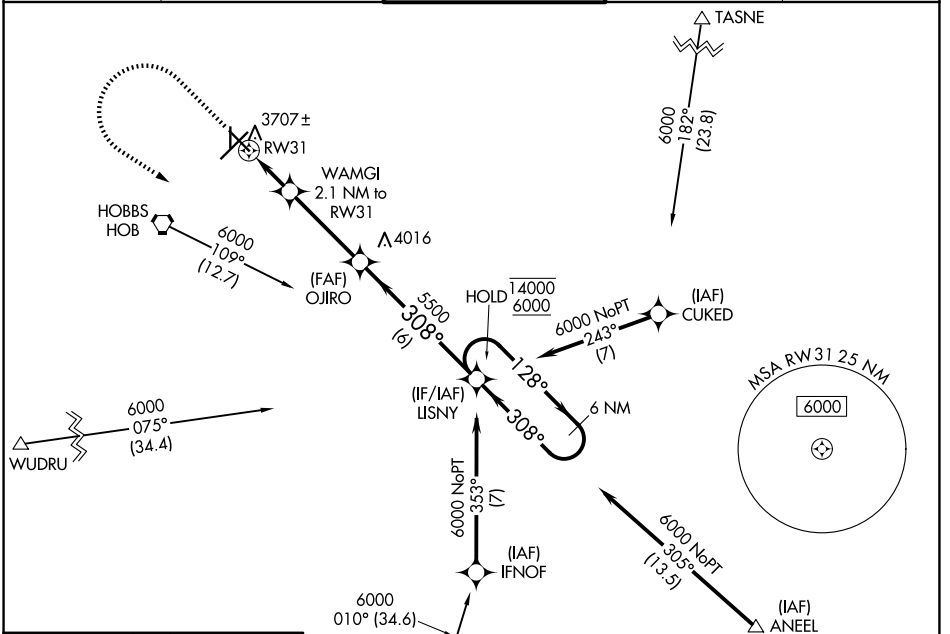 TASNE
6000
182°
(23.8)
3707 ±
RW31
WAMGI
2.1 NM to
RW31
HOBBS
HOB
6000
109°
(12.7)
4016
(FAF)
OJIRO
5500
308°
(6)
HOLD
14000
6000
(IAF)
CUKED
6000 NoPT
243°
(7)
128°
(IF/IAF)
LISNY
308°
6 NM
MSA RW31 25 NM
6000
6000
075°
(34.4)
WUDRU
6000 NoPT
353°
(7)
(IAF)
IFNOF
6000 NoPT
305°
(13.5)
(IAF)
ANEEL
6000
010° (34.6)